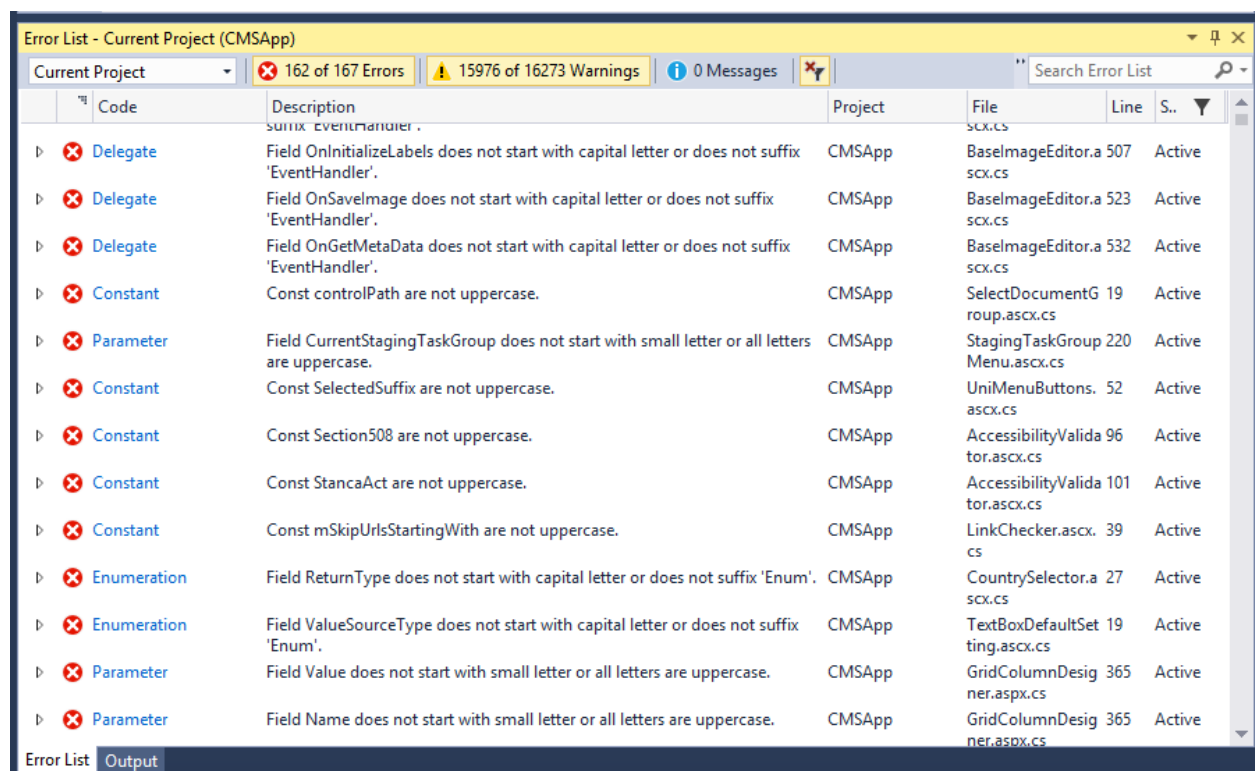 Error List - Current Project (CMSApp)
Current Project 162 of 167 Errors 15976 of 16273 Warnings 0 Messages Search Error List
Code Description Project File Line S..
suffix 'EventHandler'. scx.cs
Delegate Field OnInitializeLabels does not start with capital letter or does not suffix CMSApp BaseImageEditor.a 507 Active
'EventHandler'. scx.cs
Delegate Field OnSaveImage does not start with capital letter or does not suffix CMSApp BaseImageEditor.a 523 Active
'EventHandler'. scx.cs
Delegate Field OnGetMetaData does not start with capital letter or does not suffix CMSApp BaseImageEditor.a 532 Active
'EventHandler'. scx.cs
Constant Const controlPath are not uppercase. CMSApp SelectDocumentG 19 Active
roup.ascx.cs
Parameter Field CurrentStagingTaskGroup does not start with small letter or all letters CMSApp StagingTaskGroup 220 Active
are uppercase. Menu.ascx.cs
Constant Const SelectedSuffix are not uppercase. CMSApp UniMenuButtons. 52 Active
ascx.cs
Constant Const Section508 are not uppercase. CMSApp AccessibilityValida 96 Active
tor.ascx.cs
Constant Const StancaAct are not uppercase. CMSApp AccessibilityValida 101 Active
tor.ascx.cs
Constant Const mSkipUrlsStartingWith are not uppercase. CMSApp LinkChecker.ascx. 39 Active
cs
Enumeration Field ReturnType does not start with capital letter or does not suffix 'Enum'. CMSApp CountrySelector.a 27 Active
scx.cs
Enumeration Field ValueSourceType does not start with capital letter or does not suffix CMSApp TextBoxDefaultSet 19 Active
'Enum'. ting.ascx.cs
Parameter Field Value does not start with small letter or all letters are uppercase. CMSApp GridColumnDesig 365 Active
ner.aspx.cs
Parameter Field Name does not start with small letter or all letters are uppercase. CMSApp GridColumnDesig 365 Active
ner.aspx.cs
Error List Output